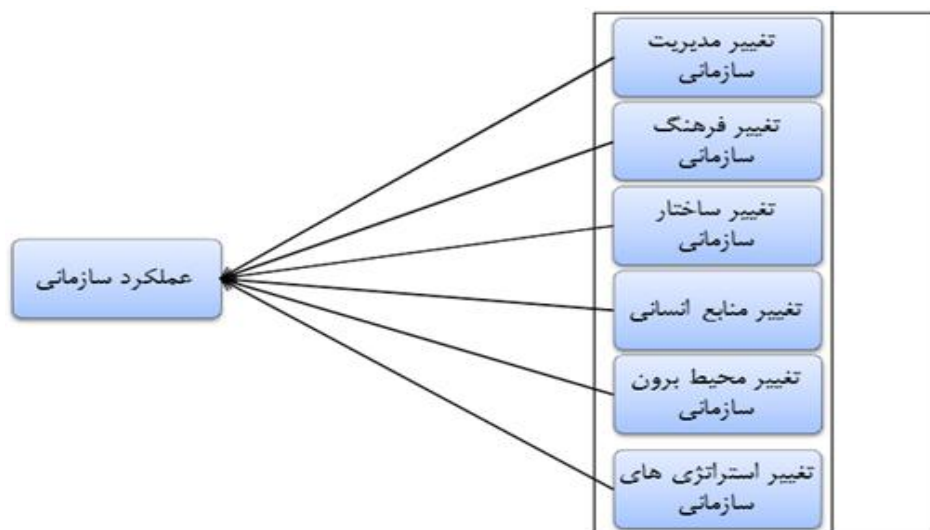 تغییر مدیریت
سازمانی
تغییر فرهنگ
سازمانی
تغییر ساختار
سازمانی
عملکرد سازمانی
تغییر منابع انسانی
تغییر محیط برون
سازمانی
تغییر استراتژی های
سازمانی